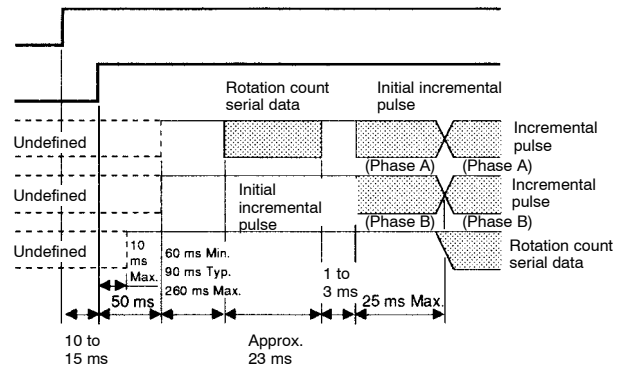 Rotation count
serial data
Initial incremental
pulse
Undefined
Incremental
pulse
(Phase A)
(Phase A)
Undefined
Initial
incremental
pulse
Incremental
pulse
(Phase B)
(Phase B)
Undefined
10
ms
Max.
60 ms Min.
90 ms Typ.
260 ms Max.
1 to
3 ms
Rotation count
serial data
50 ms
25 ms Max.
10 to
15 ms
Approx.
23 ms